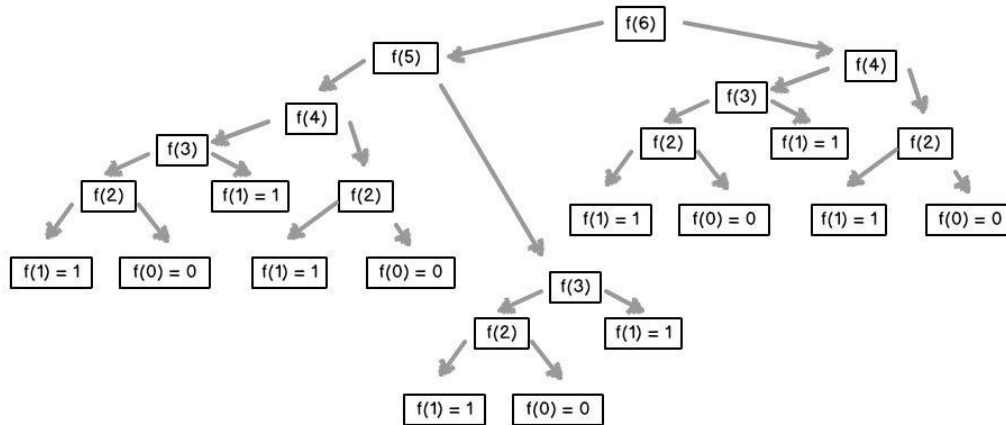 f(6)
f(5)
f(4)
f(4)
f(3)
f(3)
f(2)
f(1) = 1
f(2)
f(2)
f(1) = 1
f(2)
f(1) = 1
f(0) = 0
f(1) = 1
f(0) = 0
f(1) = 1
f(0) = 0
f(1) = 1
f(0) = 0
f(3)
f(2)
f(1) = 1
f(1) = 1
f(0) = 0